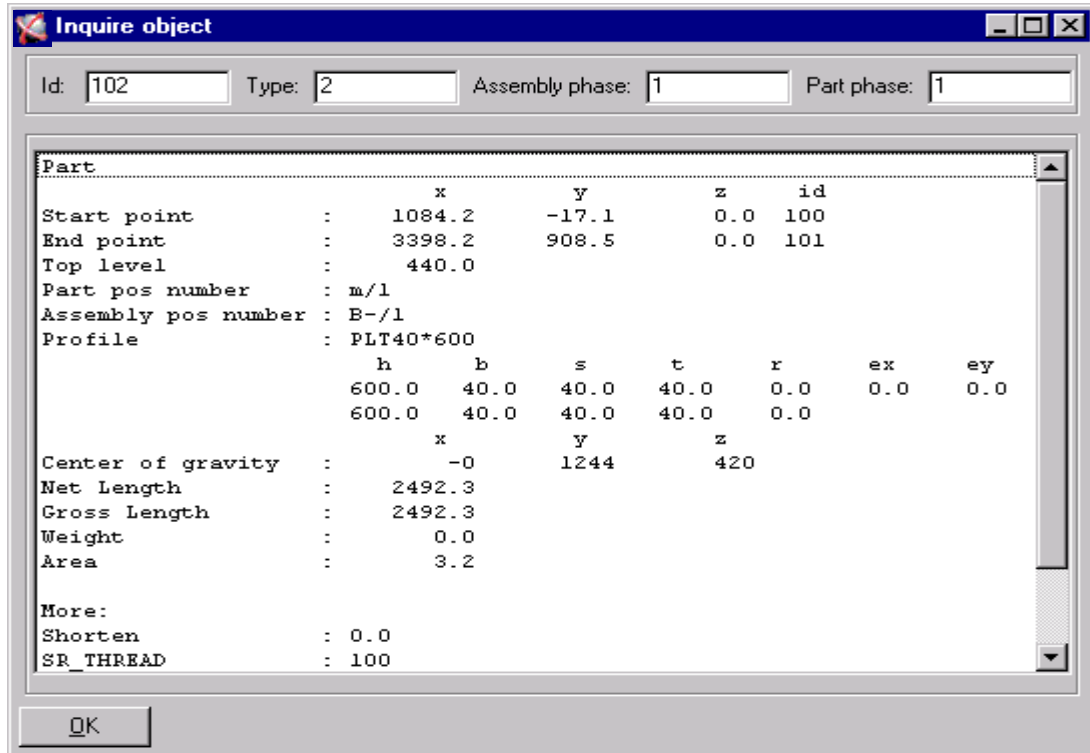 Inquire object
Id: 102 Type: 2 Assembly phase: 1 Part phase: 1
Part
x y z id
Start point : 1084.2 -17.1 0.0 100
End point : 3398.2 908.5 0.0 101
Top level : 440.0
Part pos number : m/1
Assembly pos number : B-/1
Profile : PLT40*600
h b s t r ex ey
600.0 40.0 40.0 40.0 0.0 0.0 0.0
600.0 40.0 40.0 40.0 0.0
x y z
Center of gravity : -0 1244 420
Net Length : 2492.3
Gross Length : 2492.3
Weight : 0.0
Area : 3.2
More:
Shorten : 0.0
SR_THREAD : 100
OK